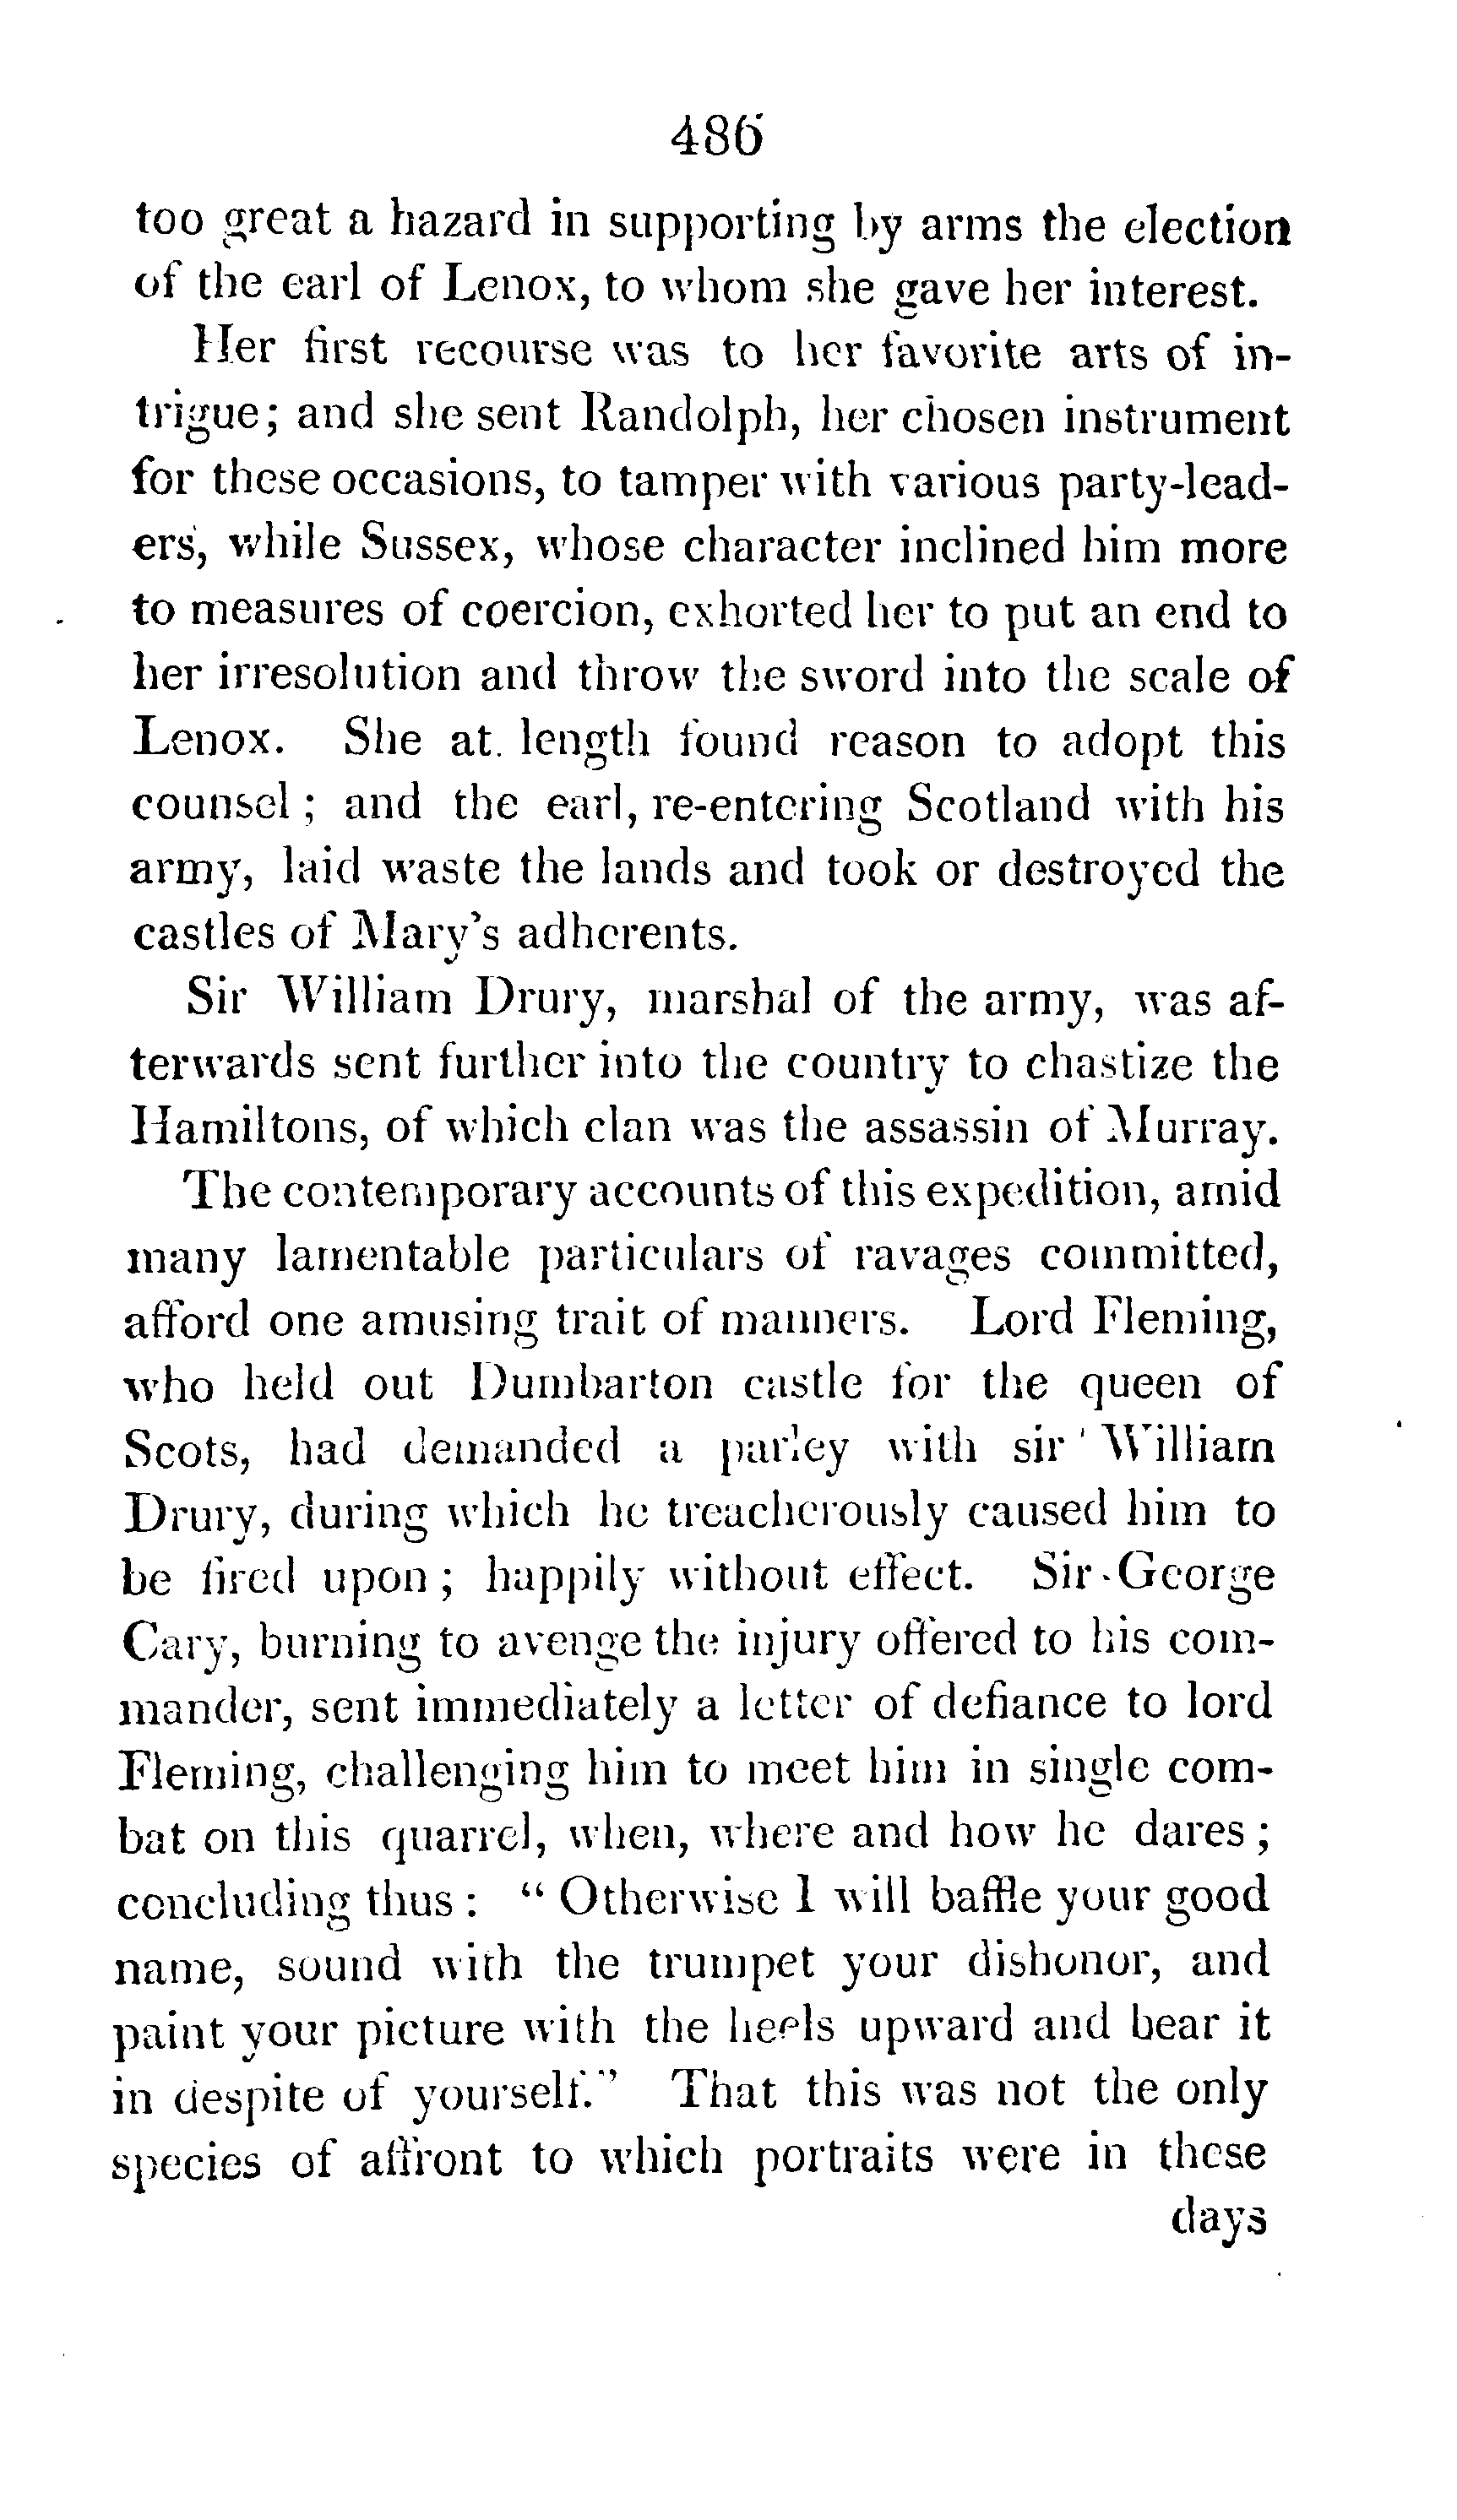 486
too great a hazard in supporting by arms the election
of the earl of Lenox, to whom she gave her interest.
Her first recourse was to her favorite arts of in-
trigue; and she sent Randolph, her chosen instrument
for these occasions, to tamper with various party-lead-
ers, while Sussex, whose character inclined him more
to measures of coercion, exhorted her to put an end to
her irresolution and throw the sword into the scale of
Lenox. She at length found reason to adopt this
counsel; and the earl, re-entering Scotland with his
army, laid waste the lands and took or destroyed the
castles of Mary's adherents.
Sir William Drury, marshal of the army, was af-
terwards sent further into the country to chastize the
Hamiltons, of which clan was the assassin of Murray.
The contemporary accounts of this expedition, amid
many lamentable particulars of ravages committed,
afford one amusing trait of manners. Lord Fleming,
who held out Dumbarton castle for the queen of
Scots, had demanded a parley with sir William
Drury, during which he treacherously caused him to
be fired upon; happily without effect. Sir George
Cary, burning to avenge the injury offered to his com-
mander, sent immediately a letter of defiance to lord
Fleming, challenging him to meet him in single com-
bat on this quarrel, when, where and how he dares;
concluding thus: "Otherwise I will baffle your good
name, sound with the trumpet your dishonor, and
paint your picture with the heels upward and bear it
in despite of yourself." That this was not the only
species of affront to which portraits were in these
days